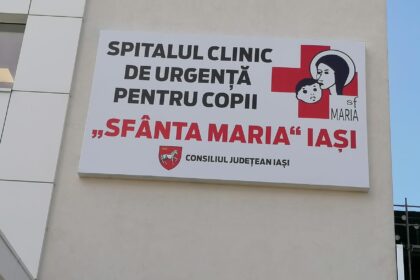 SPITALUL CLINIC
DE URGENȚĂ
PENTRU COPII
„SFÂNTA MARIA“ IAȘI
sf
MARIA
CONSILIUL JUDEȚEAN IAȘI